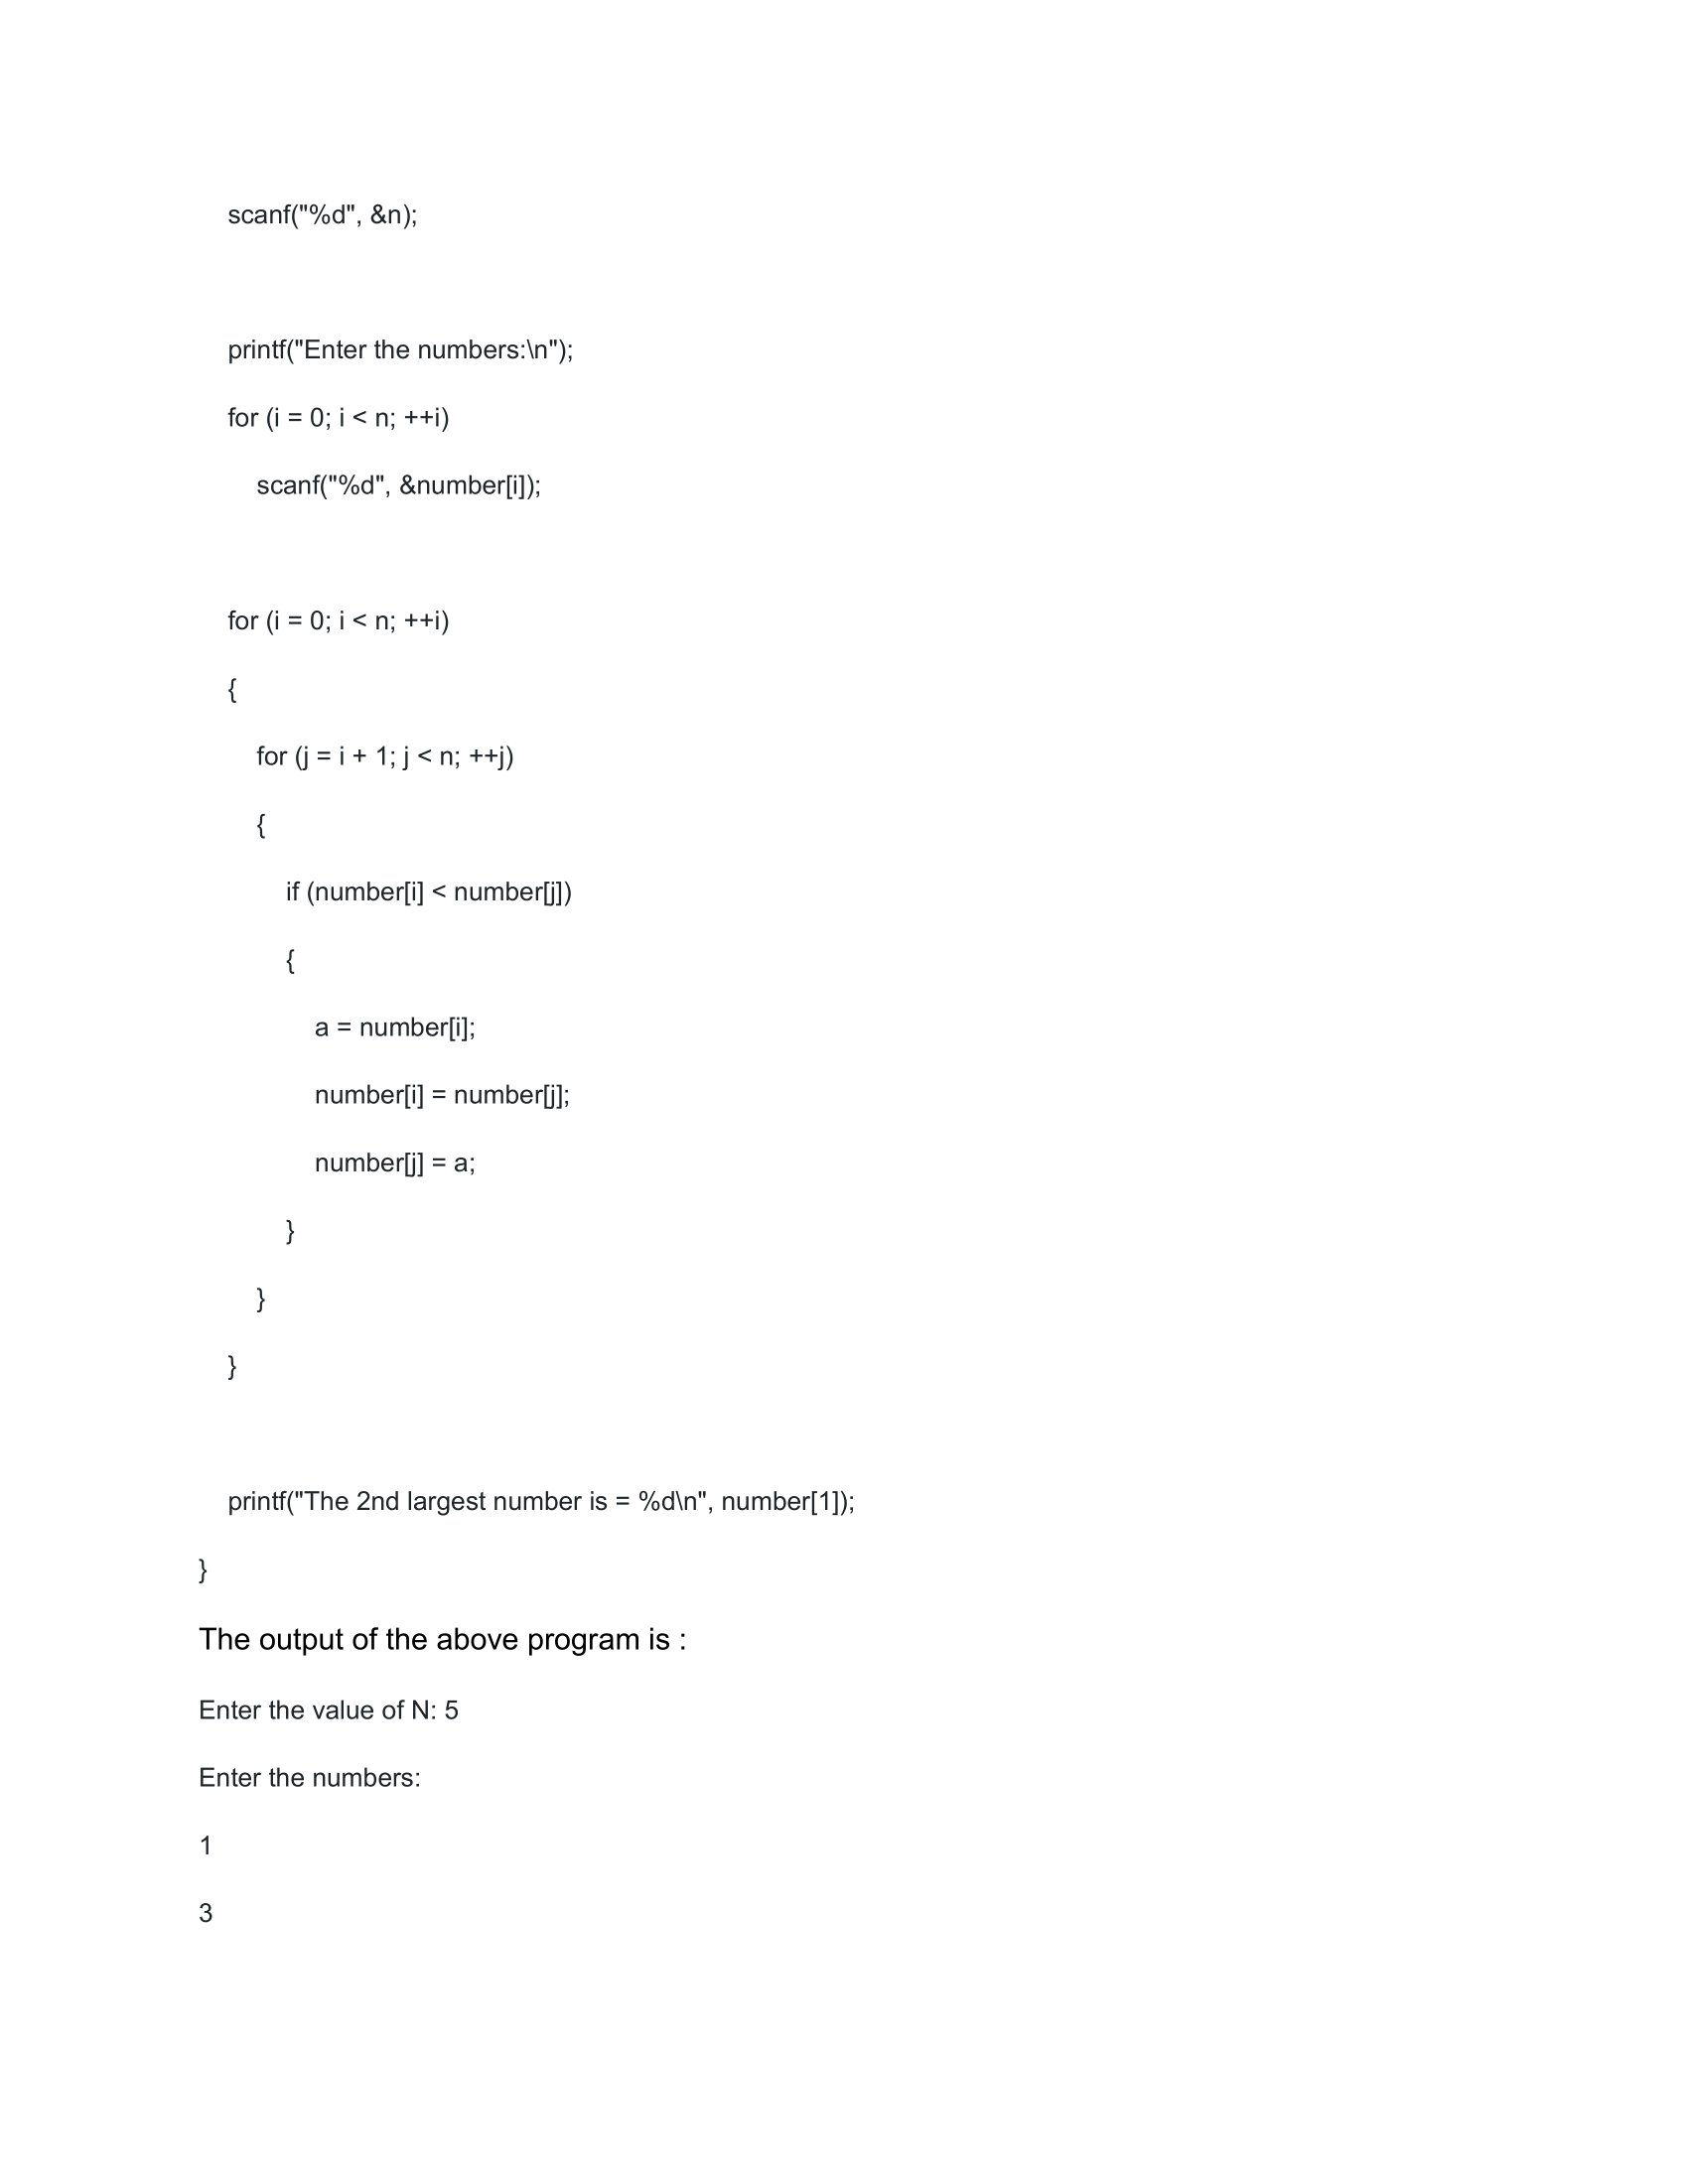 scanf("%d", &n);
printf("Enter the numbers:\n");
for (i = 0; i < n; ++i)
scanf("%d", &number[i]);
for (i = 0; i < n; ++i)
{
for (j = i + 1; j < n; ++j)
{
if (number[i] < number[j])
{
a = number[i];
number[i] = number[j];
number[j] = a;
}
}
}
printf("The 2nd largest number is = %d\n", number[1]);
}
The output of the above program is :
Enter the value of N: 5
Enter the numbers:
1
3